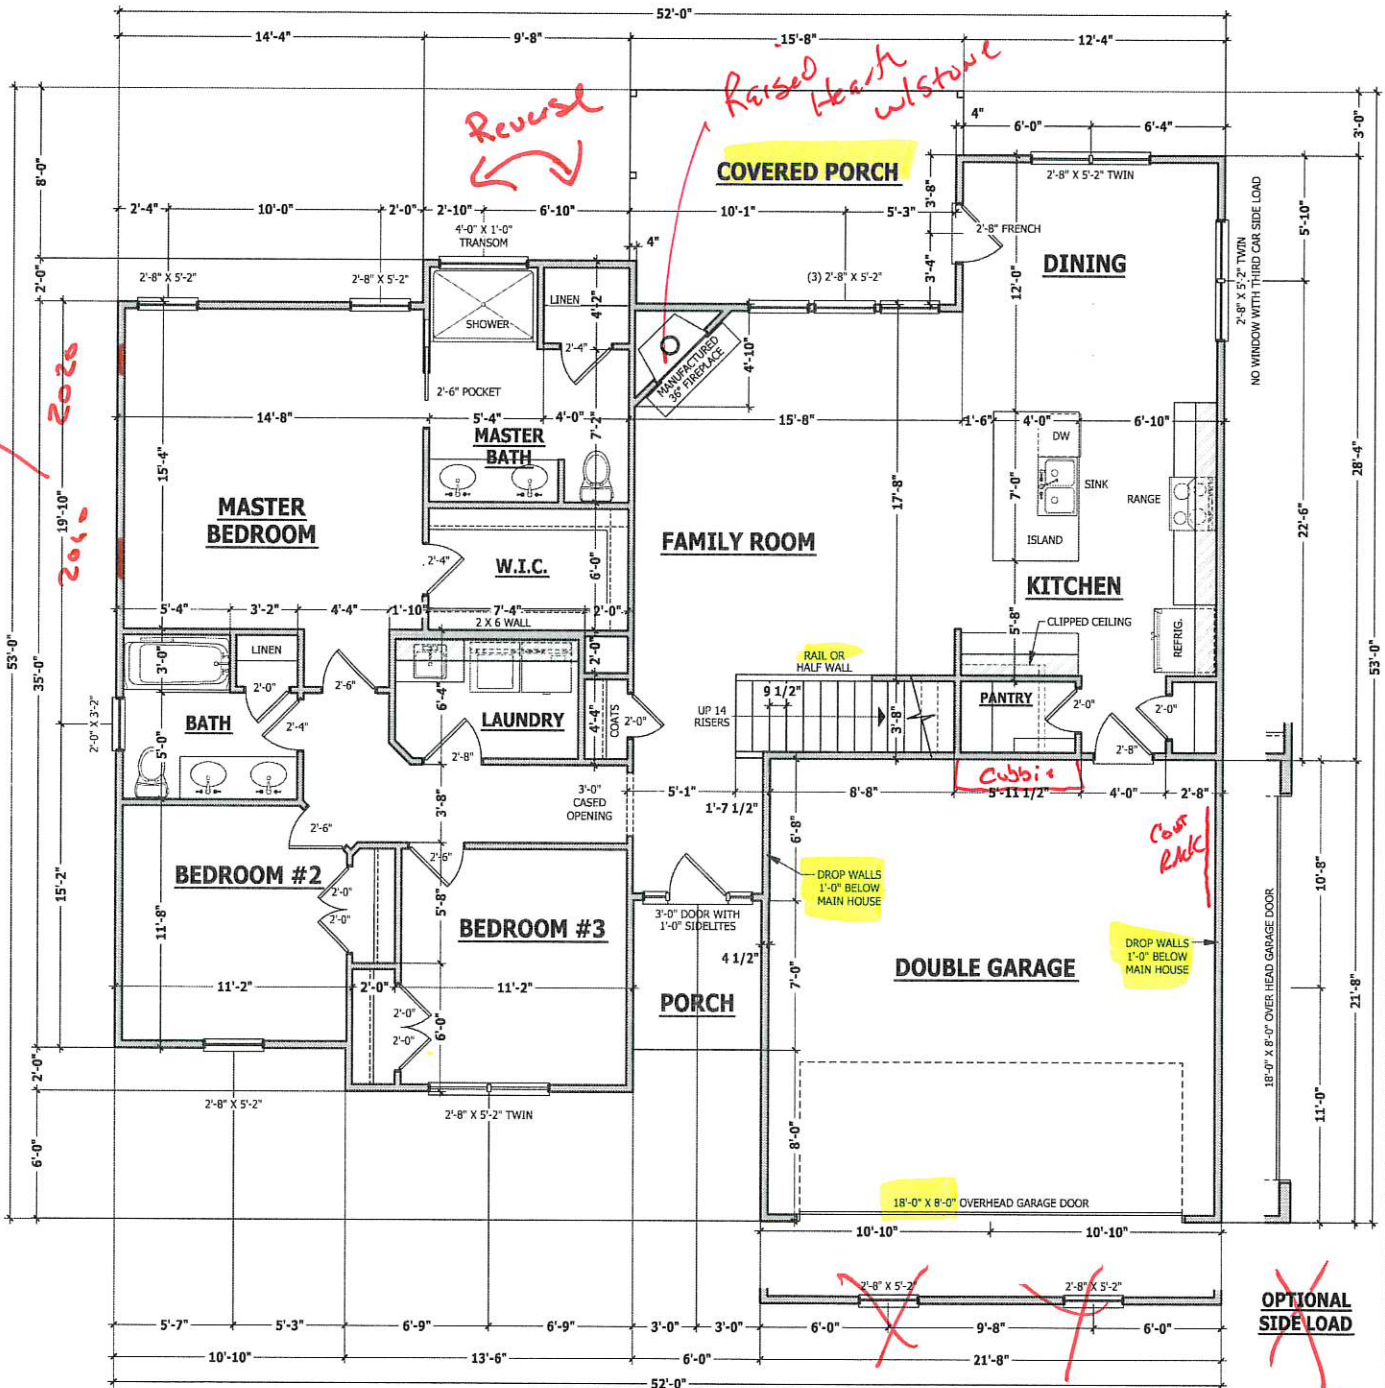 52'-0"
14'-4" 9'-8" 15'-8" 12'-4"
Raised
Hearth
w/stone
Reverse
4"
6'-0" 6'-4"
3'-0"
8'-0"
COVERED PORCH
2'-8" X 5'-2" TWIN
3'-8"
2'-4" 10'-0" 2'-0" 2'-10" 6'-10" 10'-1" 5'-3"
4'-0" X 1'-0"
TRANSOM
4"
2'-8" FRENCH
5'-10"
2'-8" X 5'-2" TWIN
NO WINDOW WITH THIRD CAR SIDE LOAD
2'-0"
2'-8" X 5'-2" 2'-8" X 5'-2"
(3) 2'-8" X 5'-2"
3'-4"
12'-0"
DINING
LINEN
4'-2"
SHOWER
2'-4"
MANUFACTURED
36" FIREPLACE
4'-10"
2020
2'-6" POCKET
14'-8" 5'-4" 4'-0" 15'-8" 1'-6" 4'-0" 6'-10"
7'-2"
MASTER
BATH
DW
SINK
RANGE
7'-0"
ISLAND
15'-4"
17'-8"
28'-4"
22'-6"
MASTER
BEDROOM
19'-10"
FAMILY ROOM
2'-4"
W.I.C.
6'-0"
KITCHEN
5'-4" 3'-2" 4'-4" 1'-10" 7'-4" 2'-0"
2 X 6 WALL
5'-8"
CLIPPED CEILING
REFRIG.
53'-0"
35'-0"
53'-0"
3'-0"
LINEN
2'-0"
RAIL OR
HALF WALL
2'-0"
2'-6"
6'-4"
9 1/2"
PANTRY
2'-0"
2'-0"
2'-0" X 3'-2"
BATH
2'-4"
LAUNDRY
4'-4"
COATS
2'-0"
UP 14
RISERS
3'-8"
5'-0"
2'-8"
2'-8"
Cubbie
3'-0"
CASED
OPENING
5'-1"
1'-7 1/2"
8'-8" 5'-11 1/2" 4'-0" 2'-8"
3'-8"
6'-8"
2'-6"
2'-6"
Coat
Rack
BEDROOM #2
15'-2"
2'-0"
2'-0"
5'-8"
DROP WALLS
1'-0" BELOW
MAIN HOUSE
10'-8"
18'-0" X 8'-0" OVER HEAD GARAGE DOOR
11'-8"
BEDROOM #3
3'-0" DOOR WITH
1'-0" SIDELITES
4 1/2"
DROP WALLS
1'-0" BELOW
MAIN HOUSE
DOUBLE GARAGE
7'-0"
21'-8"
11'-2" 2'-0" 11'-2"
PORCH
2'-0"
2'-0"
6'-0"
2'-0"
2'-8" X 5'-2"
2'-8" X 5'-2" TWIN
6'-0"
8'-0"
11'-0"
18'-0" X 8'-0" OVERHEAD GARAGE DOOR
10'-10" 10'-10"
2'-8" X 5'-2" 2'-8" X 5'-2"
OPTIONAL
SIDE LOAD
5'-7" 5'-3" 6'-9" 6'-9" 3'-0" 3'-0" 6'-0" 9'-8" 6'-0"
10'-10" 13'-6" 6'-0" 21'-8"
52'-0"